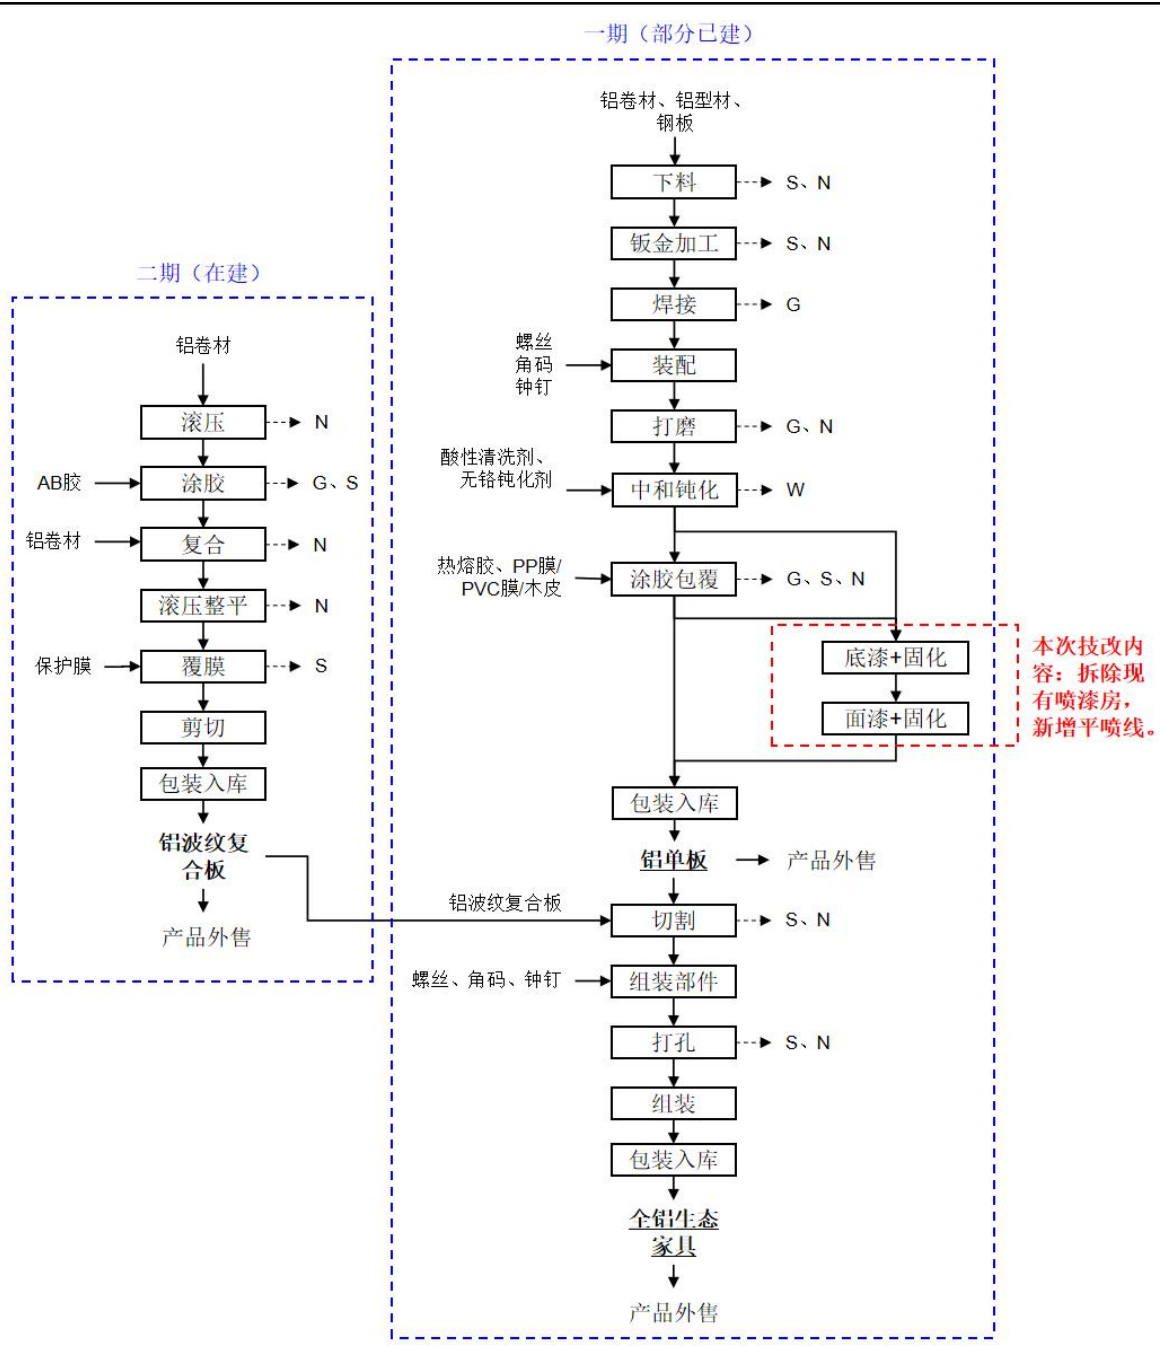 一期（部分已建）
铝卷材、铝型材、
钢板
下料
S、N
钣金加工
S、N
焊接
G
螺丝
角码
钟钉
装配
打磨
G、N
酸性清洗剂、
无铬钝化剂
中和钝化
W
热熔胶、PP膜/
PVC膜/木皮
涂胶包覆
G、S、N
底漆+固化
面漆+固化
本次技改内
容：拆除现
有喷漆房，
新增平喷线。
包装入库
铝单板
产品外售
铝波纹复合板
切割
S、N
螺丝、角码、钟钉
组装部件
打孔
S、N
组装
包装入库
全铝生态
家具
产品外售
二期（在建）
铝卷材
滚压
N
AB胶
涂胶
G、S
铝卷材
复合
N
滚压整平
N
保护膜
覆膜
S
剪切
包装入库
铝波纹复
合板
产品外售